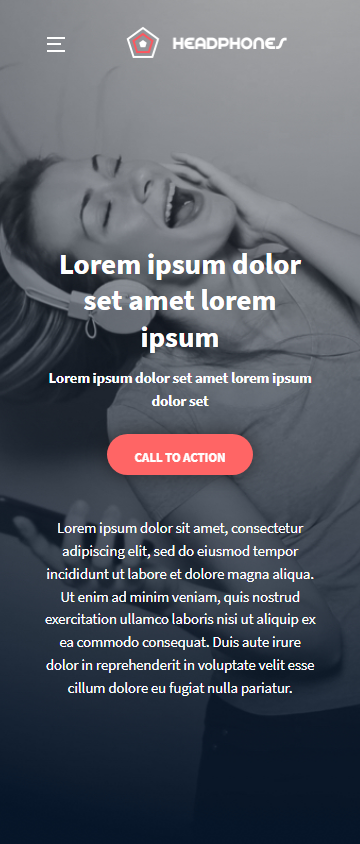 HEADPHONES
Lorem ipsum dolor
set amet lorem
ipsum
Lorem ipsum dolor set amet lorem ipsum
dolor set
CALL TO ACTION
Lorem ipsum dolor sit amet, consectetur
adipiscing elit, sed do eiusmod tempor
incididunt ut labore et dolore magna aliqua.
Ut enim ad minim veniam, quis nostrud
exercitation ullamco laboris nisi ut aliquip ex
ea commodo consequat. Duis aute irure
dolor in reprehenderit in voluptate velit esse
cillum dolore eu fugiat nulla pariatur.